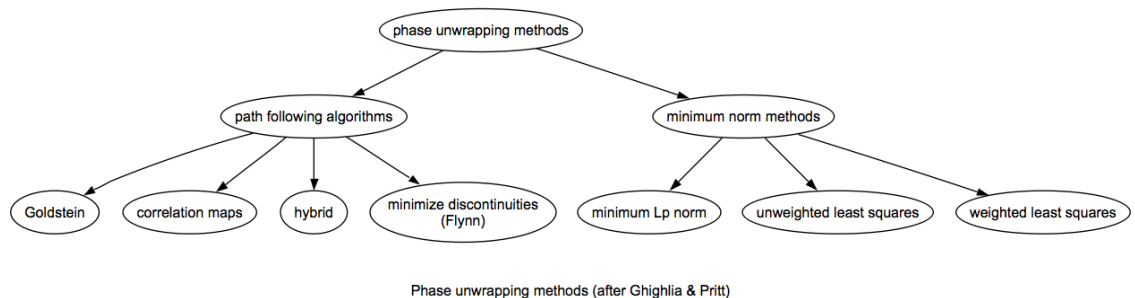 phase unwrapping methods
path following algorithms
minimum norm methods
Goldstein
correlation maps
hybrid
minimize discontinuities
(Flynn)
minimum Lp norm
unweighted least squares
weighted least squares
Phase unwrapping methods (after Ghighlia & Pritt)